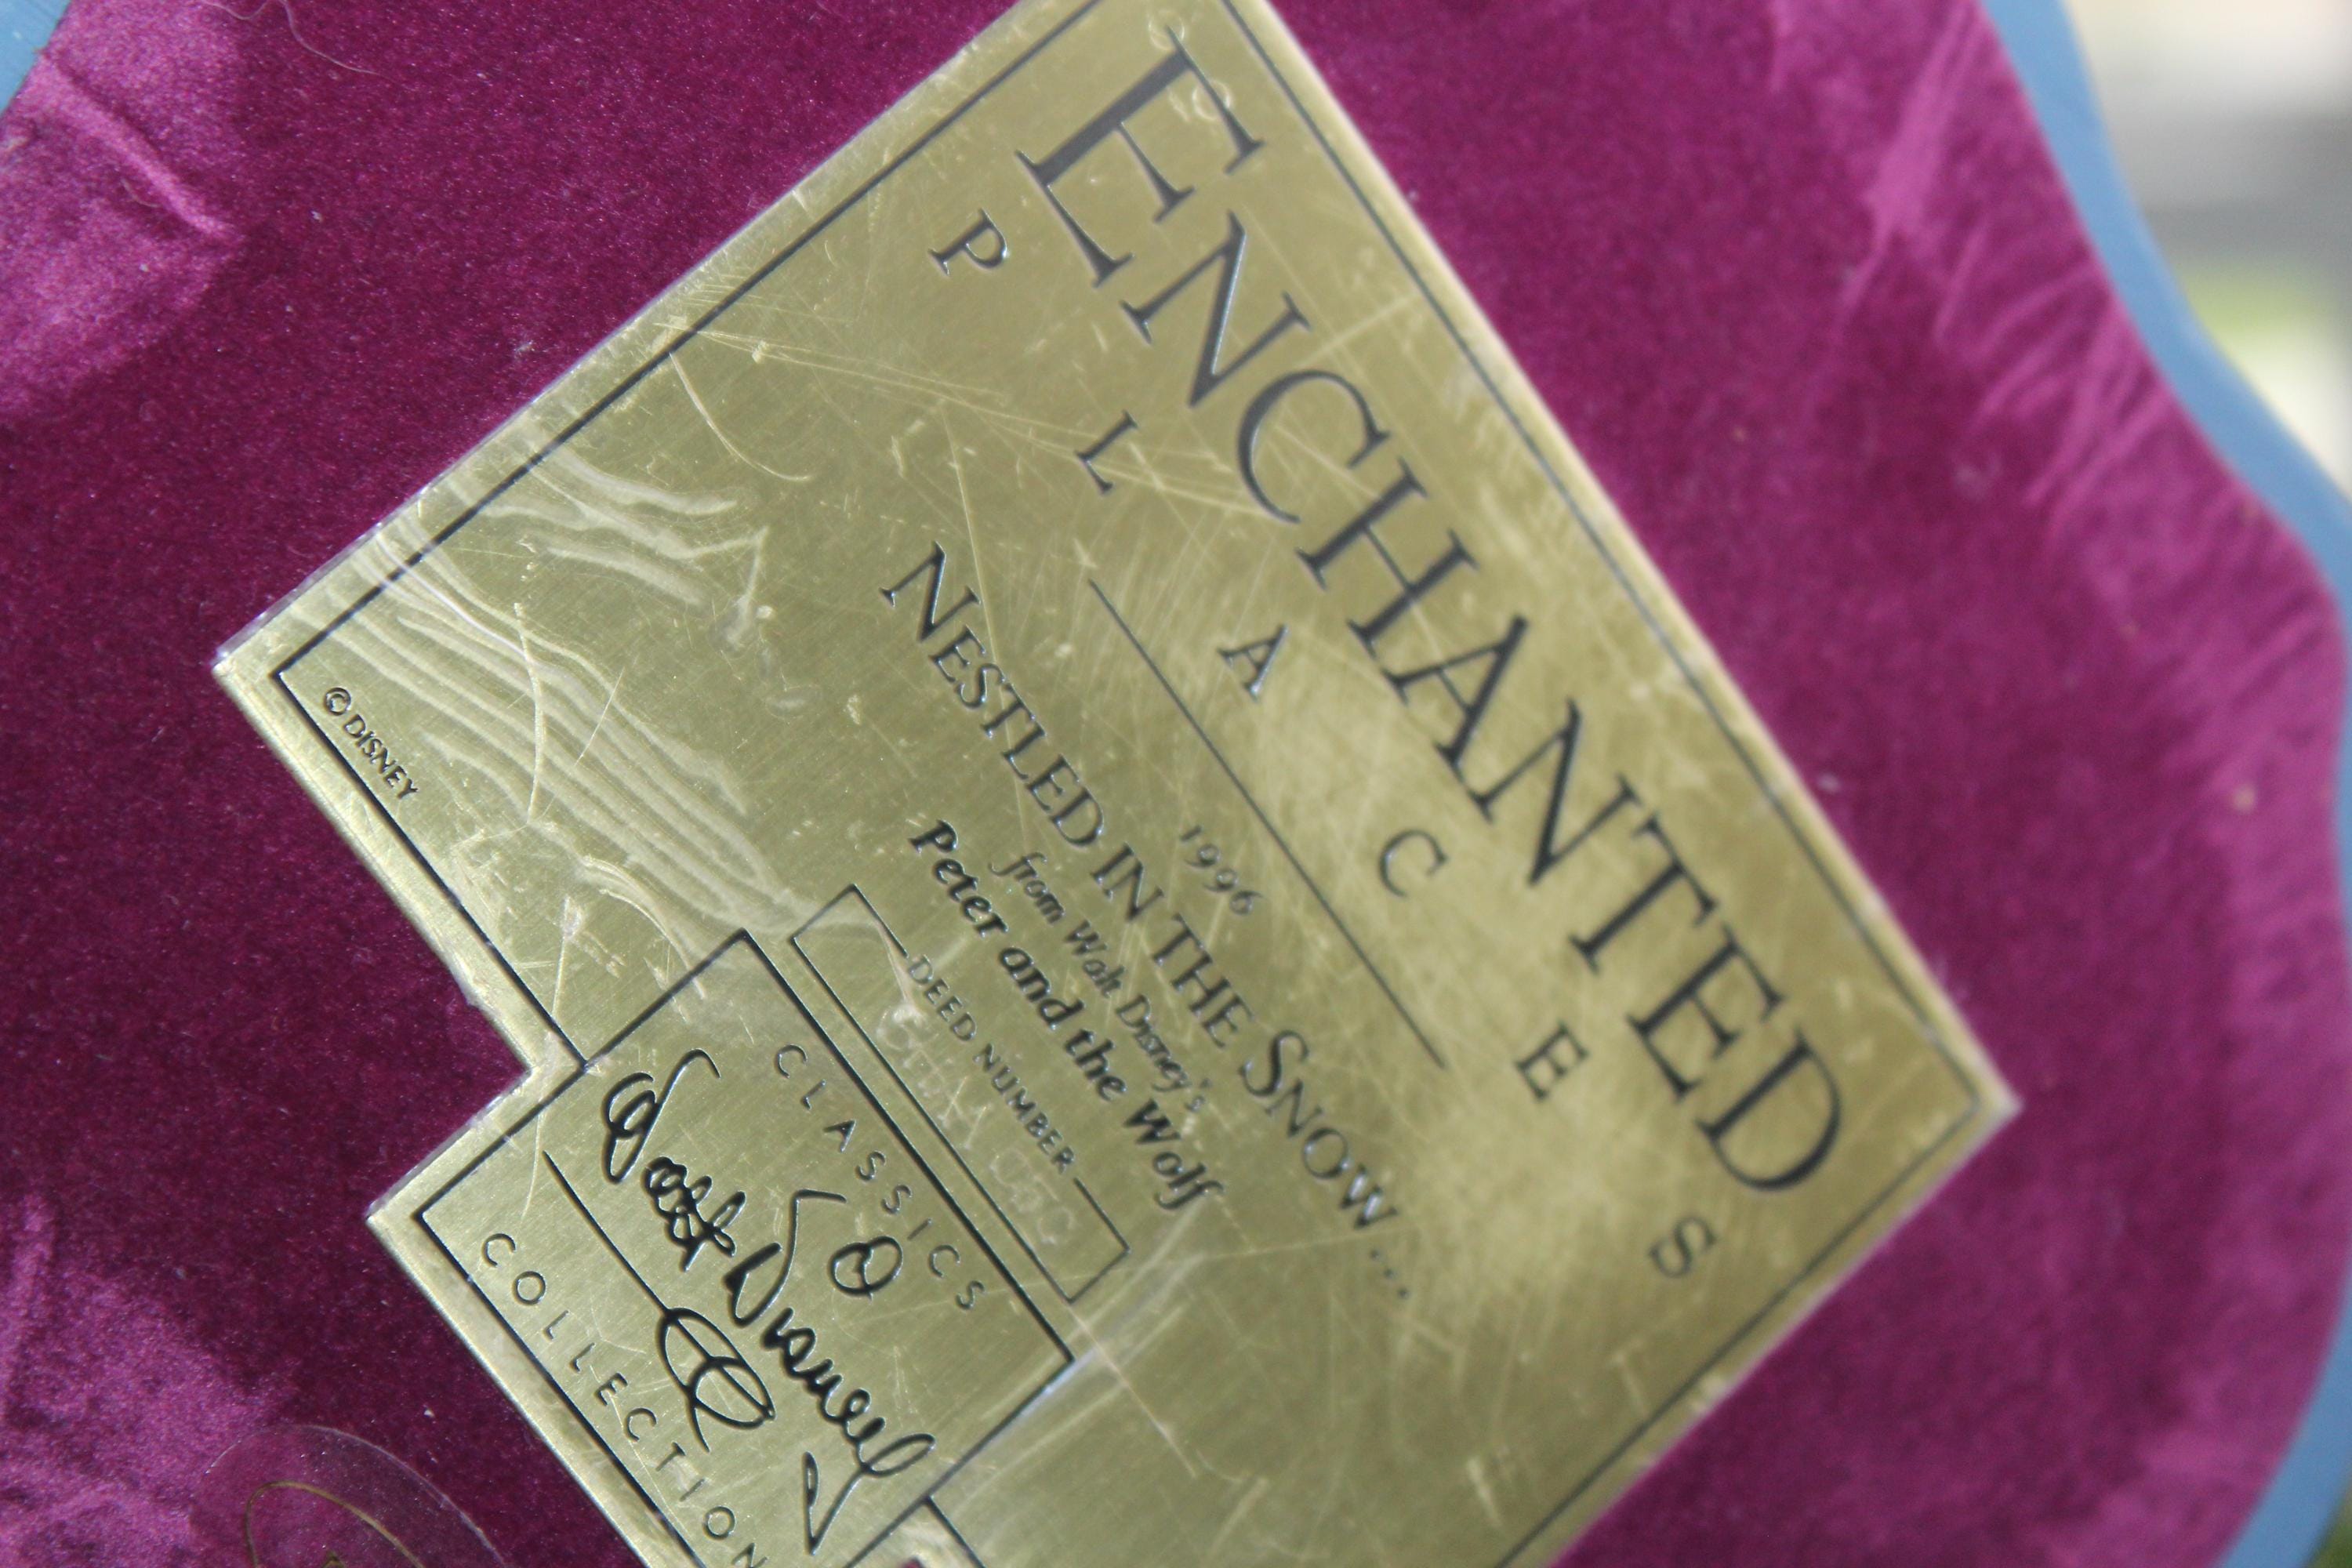 ENCHANTED
PLACES
1996
NESTLED IN THE SNOW...
from Walt Disney's
Peter and the Wolf
DEED NUMBER
CLASSICS
Walt Disney
COLLECTION
© DISNEY